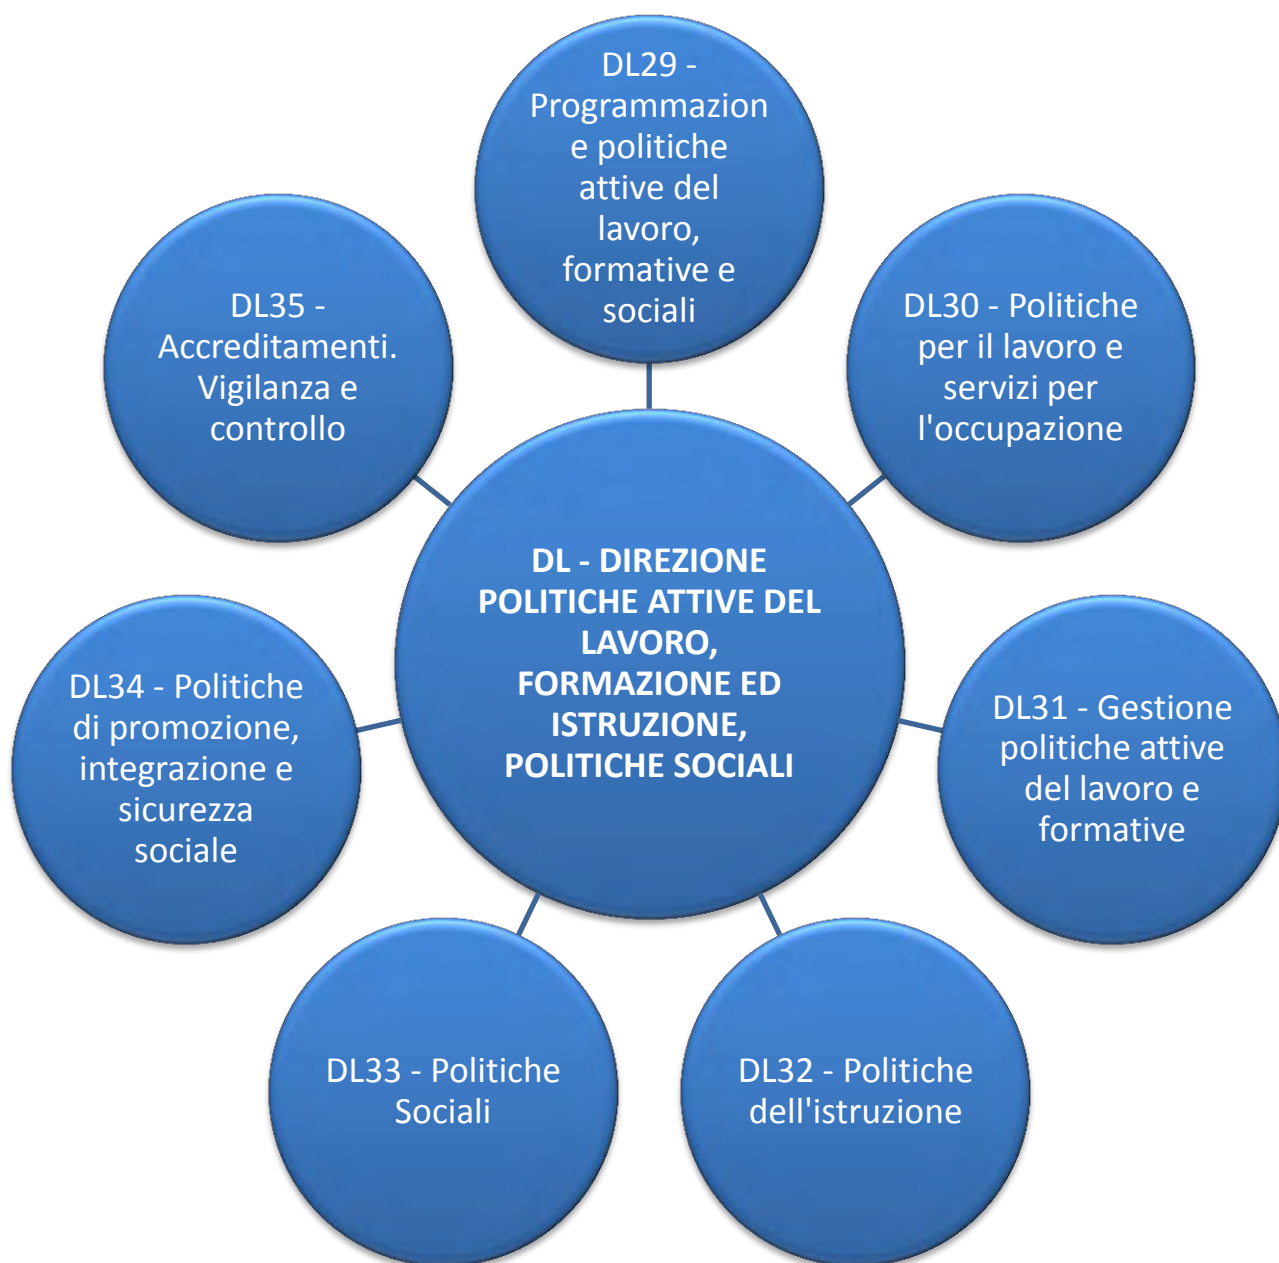 DL29 -
Programmazion
e politiche
attive del
lavoro,
formative e
sociali
DL30 - Politiche
per il lavoro e
servizi per
l'occupazione
DL31 - Gestione
politiche attive
del lavoro e
formative
DL32 - Politiche
dell'istruzione
DL33 - Politiche
Sociali
DL34 - Politiche
di promozione,
integrazione e
sicurezza
sociale
DL35 -
Accreditamenti.
Vigilanza e
controllo
DL - DIREZIONE
POLITICHE ATTIVE DEL
LAVORO,
FORMAZIONE ED
ISTRUZIONE,
POLITICHE SOCIALI